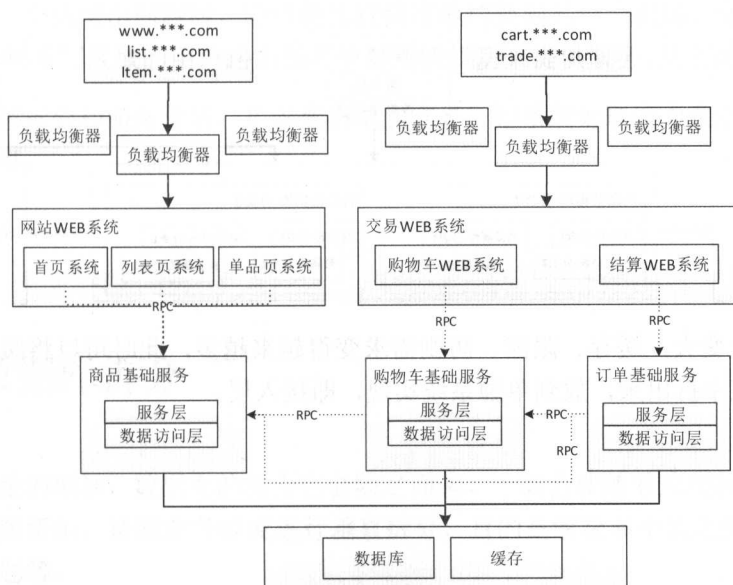 www.***.com
list.***.com
Item.***.com
cart.***.com
trade.***.com
负载均衡器
负载均衡器
负载均衡器
负载均衡器
负载均衡器
负载均衡器
网站WEB系统
首页系统
列表页系统
单品页系统
交易WEB系统
购物车WEB系统
结算WEB系统
RPC
RPC
RPC
商品基础服务
服务层
数据访问层
购物车基础服务
服务层
数据访问层
订单基础服务
服务层
数据访问层
RPC
RPC
RPC
数据库
缓存